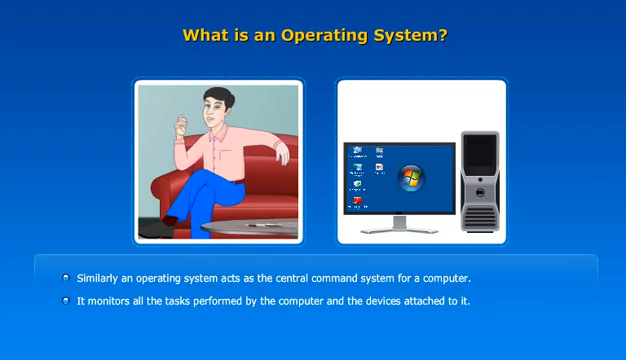 What is an Operating System?
Similarly an operating system acts as the central command system for a computer.
It monitors all the tasks performed by the computer and the devices attached to it.